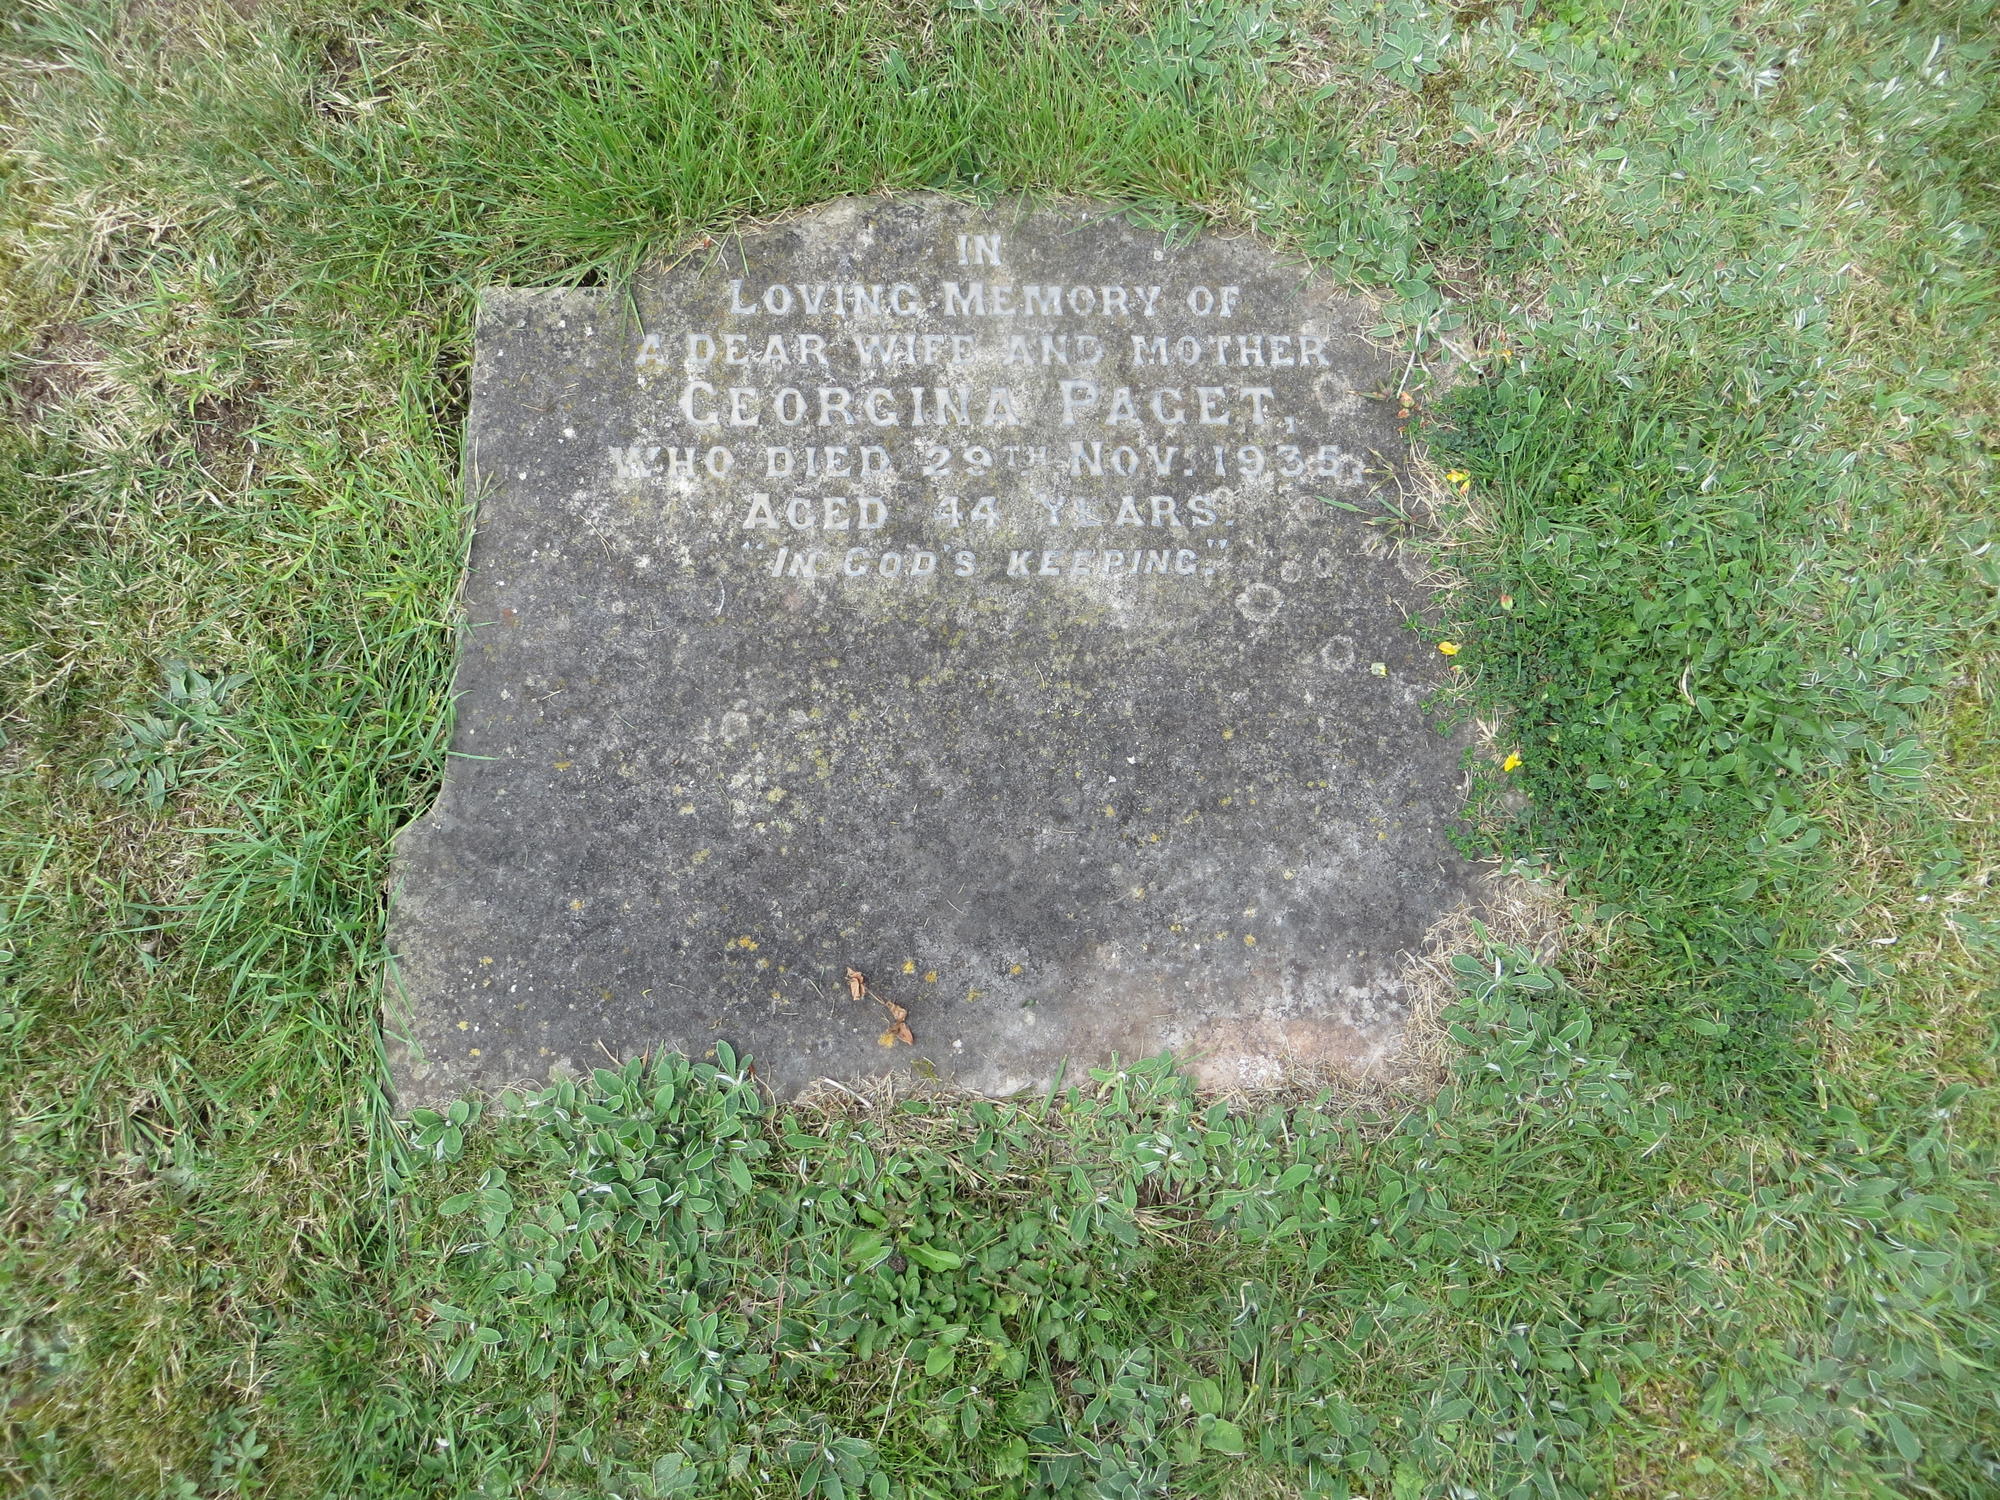 IN
LOVING MEMORY OF
A DEAR WIFE AND MOTHER
GEORGINA PAGET,
WHO DIED 29TH NOV. 1935,
AGED 44 YEARS.
"IN GOD'S KEEPING."